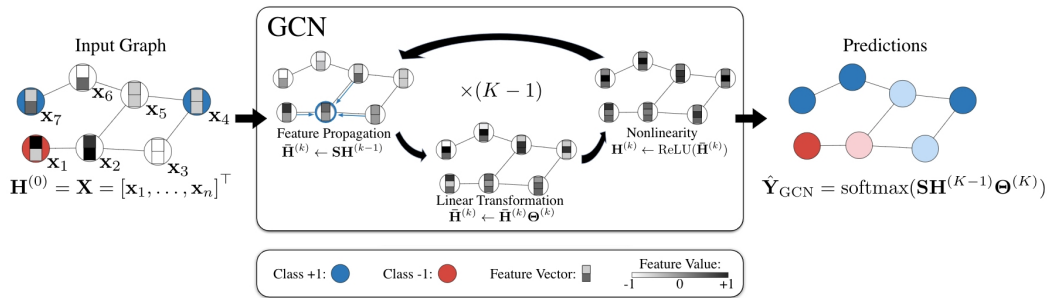 Input Graph
x₆
x₇
x₅
x₄
x₁
x₂
x₃
H⁽⁰⁾ = X = [x₁, . . . , xₙ]^⊤
GCN
×(K − 1)
Feature Propagation
H̄⁽ᵏ⁾ ← SH⁽ᵏ⁻¹⁾
Linear Transformation
H̄⁽ᵏ⁾ ← H̄⁽ᵏ⁾Θ⁽ᵏ⁾
Nonlinearity
H⁽ᵏ⁾ ← ReLU(H̄⁽ᵏ⁾)
Predictions
Ŷ_GCN = softmax(SH^(K−1)Θ^(K))
Class +1:
Class -1:
Feature Vector:
Feature Value:
-1 0 +1